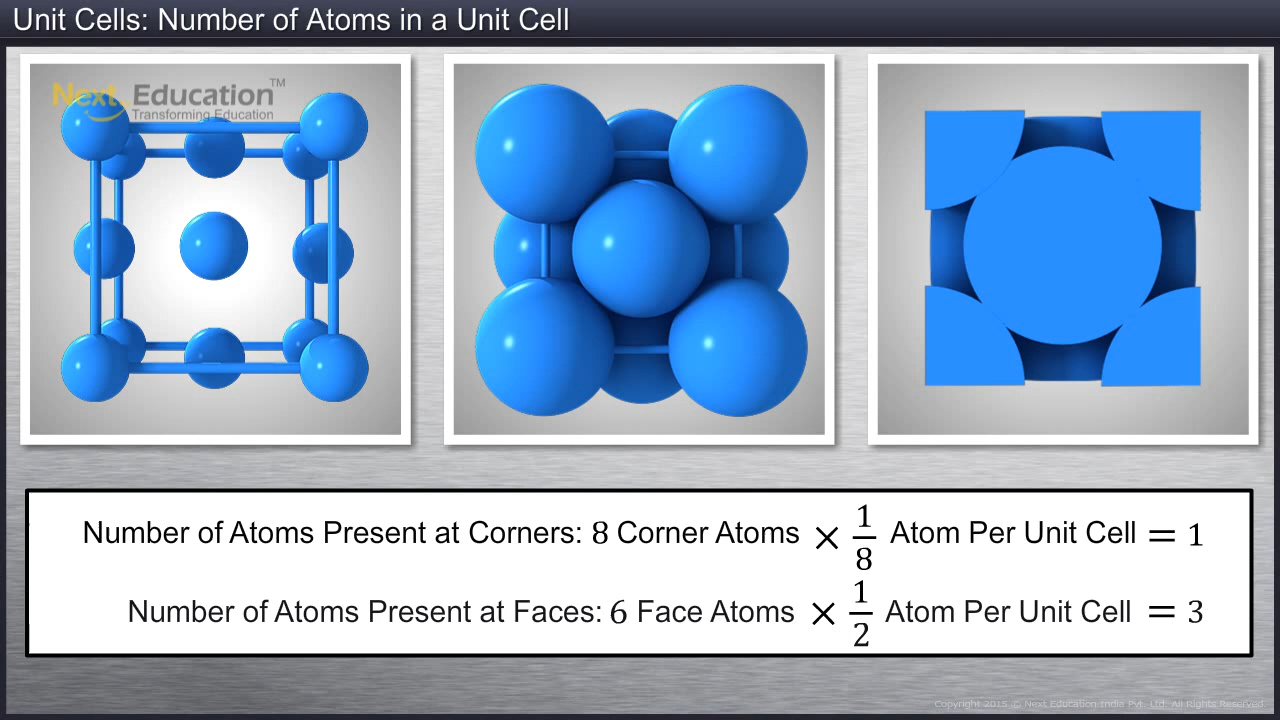 Unit Cells: Number of Atoms in a Unit Cell
Next Education™
Transforming Education
Number of Atoms Present at Corners: 8 Corner Atoms × 1/8 Atom Per Unit Cell = 1
Number of Atoms Present at Faces: 6 Face Atoms × 1/2 Atom Per Unit Cell = 3
Copyright 2015 © Next Education India Pvt. Ltd. All Rights Reserved